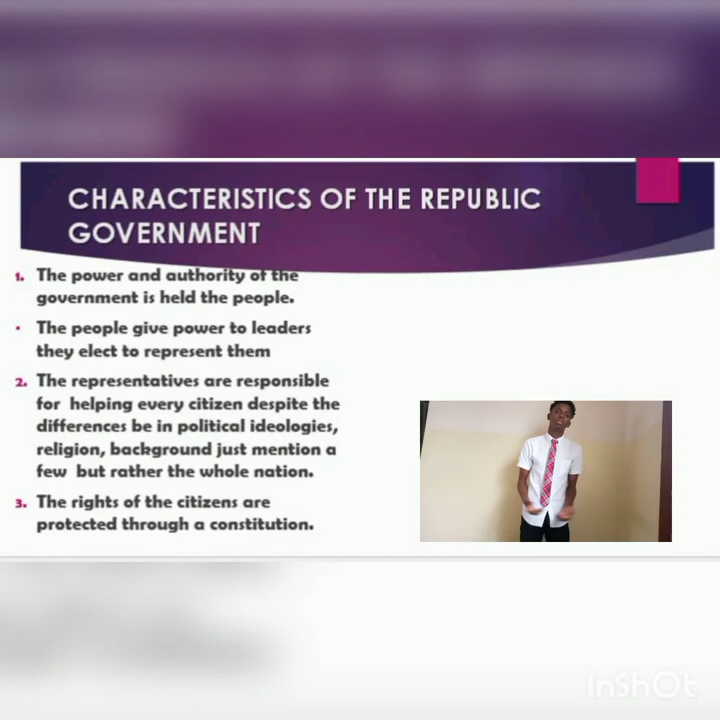 CHARACTERISTICS OF THE REPUBLIC
GOVERNMENT
1. The power and authority of the
government is held the people.
• The people give power to leaders
they elect to represent them
2. The representatives are responsible
for helping every citizen despite the
differences be in political ideologies,
religion, background just mention a
few but rather the whole nation.
3. The rights of the citizens are
protected through a constitution.
InShOt